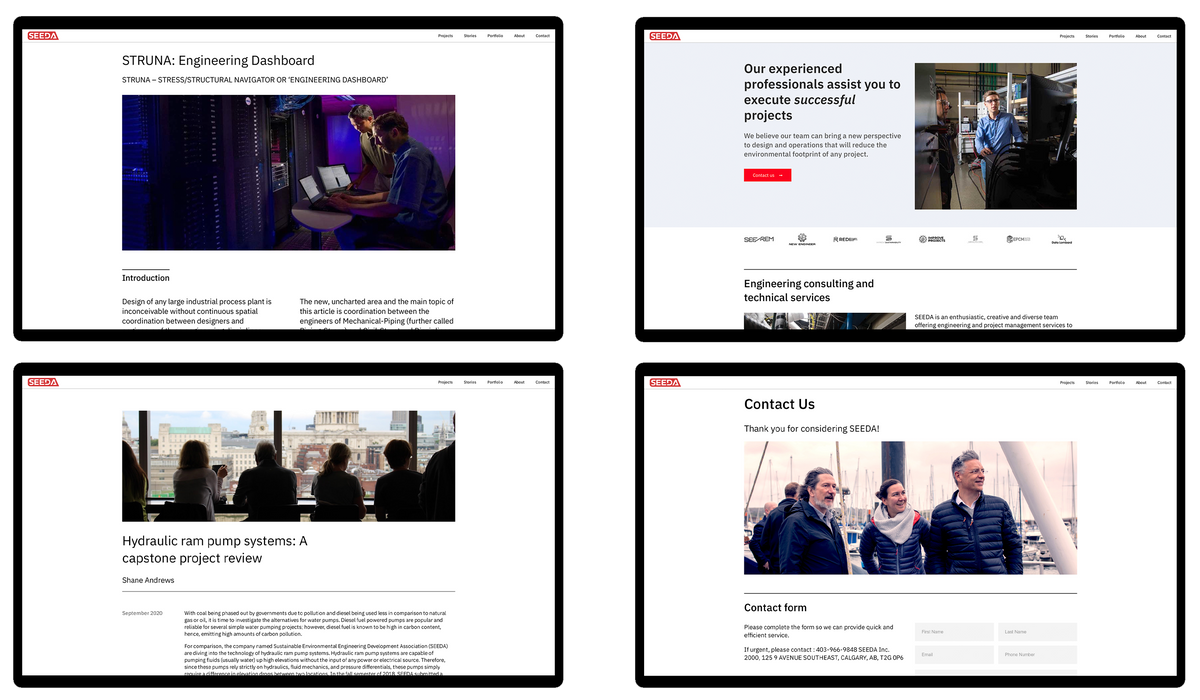 SEEDA
Projects Stories Portfolio About Contact
STRUNA: Engineering Dashboard
STRUNA – STRESS/STRUCTURAL NAVIGATOR OR ‘ENGINEERING DASHBOARD’
Introduction
Design of any large industrial process plant is
inconceivable without continuous spatial
coordination between designers and
The new, uncharted area and the main topic of
this article is coordination between the
engineers of Mechanical-Piping (further called
SEEDA
Projects Stories Portfolio About Contact
Our experienced
professionals assist you to
execute successful
projects
We believe our team can bring a new perspective
to design and operations that will reduce the
environmental footprint of any project.
Contact us →
IMPROVE
PROJECTS
Engineering consulting and
technical services
SEEDA is an enthusiastic, creative and diverse team
offering engineering and project management services to
SEEDA
Projects Stories Portfolio About Contact
Hydraulic ram pump systems: A
capstone project review
Shane Andrews
September 2020
With coal being phased out by governments due to pollution and diesel being used less in comparison to natural
gas or oil, it is time to investigate the alternatives for water pumps. Diesel fuel powered pumps are popular and
reliable for several simple water pumping projects; however, diesel fuel is known to be high in carbon content,
hence, emitting high amounts of carbon pollution.
For comparison, the company named Sustainable Environmental Engineering Development Association (SEEDA)
are diving into the technology of hydraulic ram pump systems. Hydraulic ram pump systems are capable of
pumping fluids (usually water) up high elevations without the input of any power or electrical source. Therefore,
since these pumps rely strictly on hydraulics, fluid mechanics, and pressure differentials, these pumps simply
require a difference in elevation drops between two locations. In the fall semester of 2018, SEEDA submitted a
SEEDA
Projects Stories Portfolio About Contact
Contact Us
Thank you for considering SEEDA!
Contact form
Please complete the form so we can provide quick and
efficient service.
If urgent, please contact : 403-966-9848 SEEDA Inc.
2000, 125 9 AVENUE SOUTHEAST, CALGARY, AB, T2G 0P6
First Name Last Name
Email Phone Number